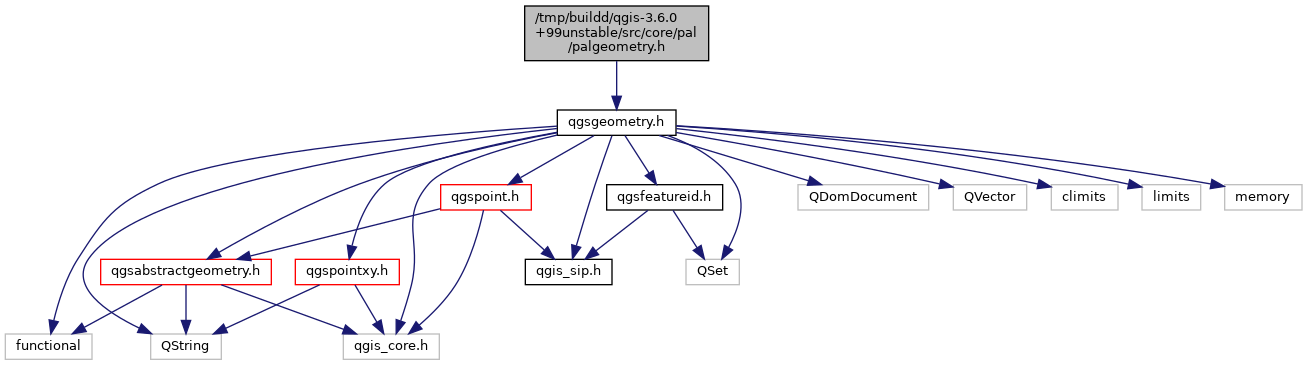 /tmp/buildd/qgis-3.6.0
+99unstable/src/core/pal
/palgeometry.h
qgsgeometry.h
qgspoint.h
qgsfeatureid.h
QDomDocument
QVector
climits
limits
memory
qgsabstractgeometry.h
qgspointxy.h
qgis_sip.h
QSet
functional
QString
qgis_core.h